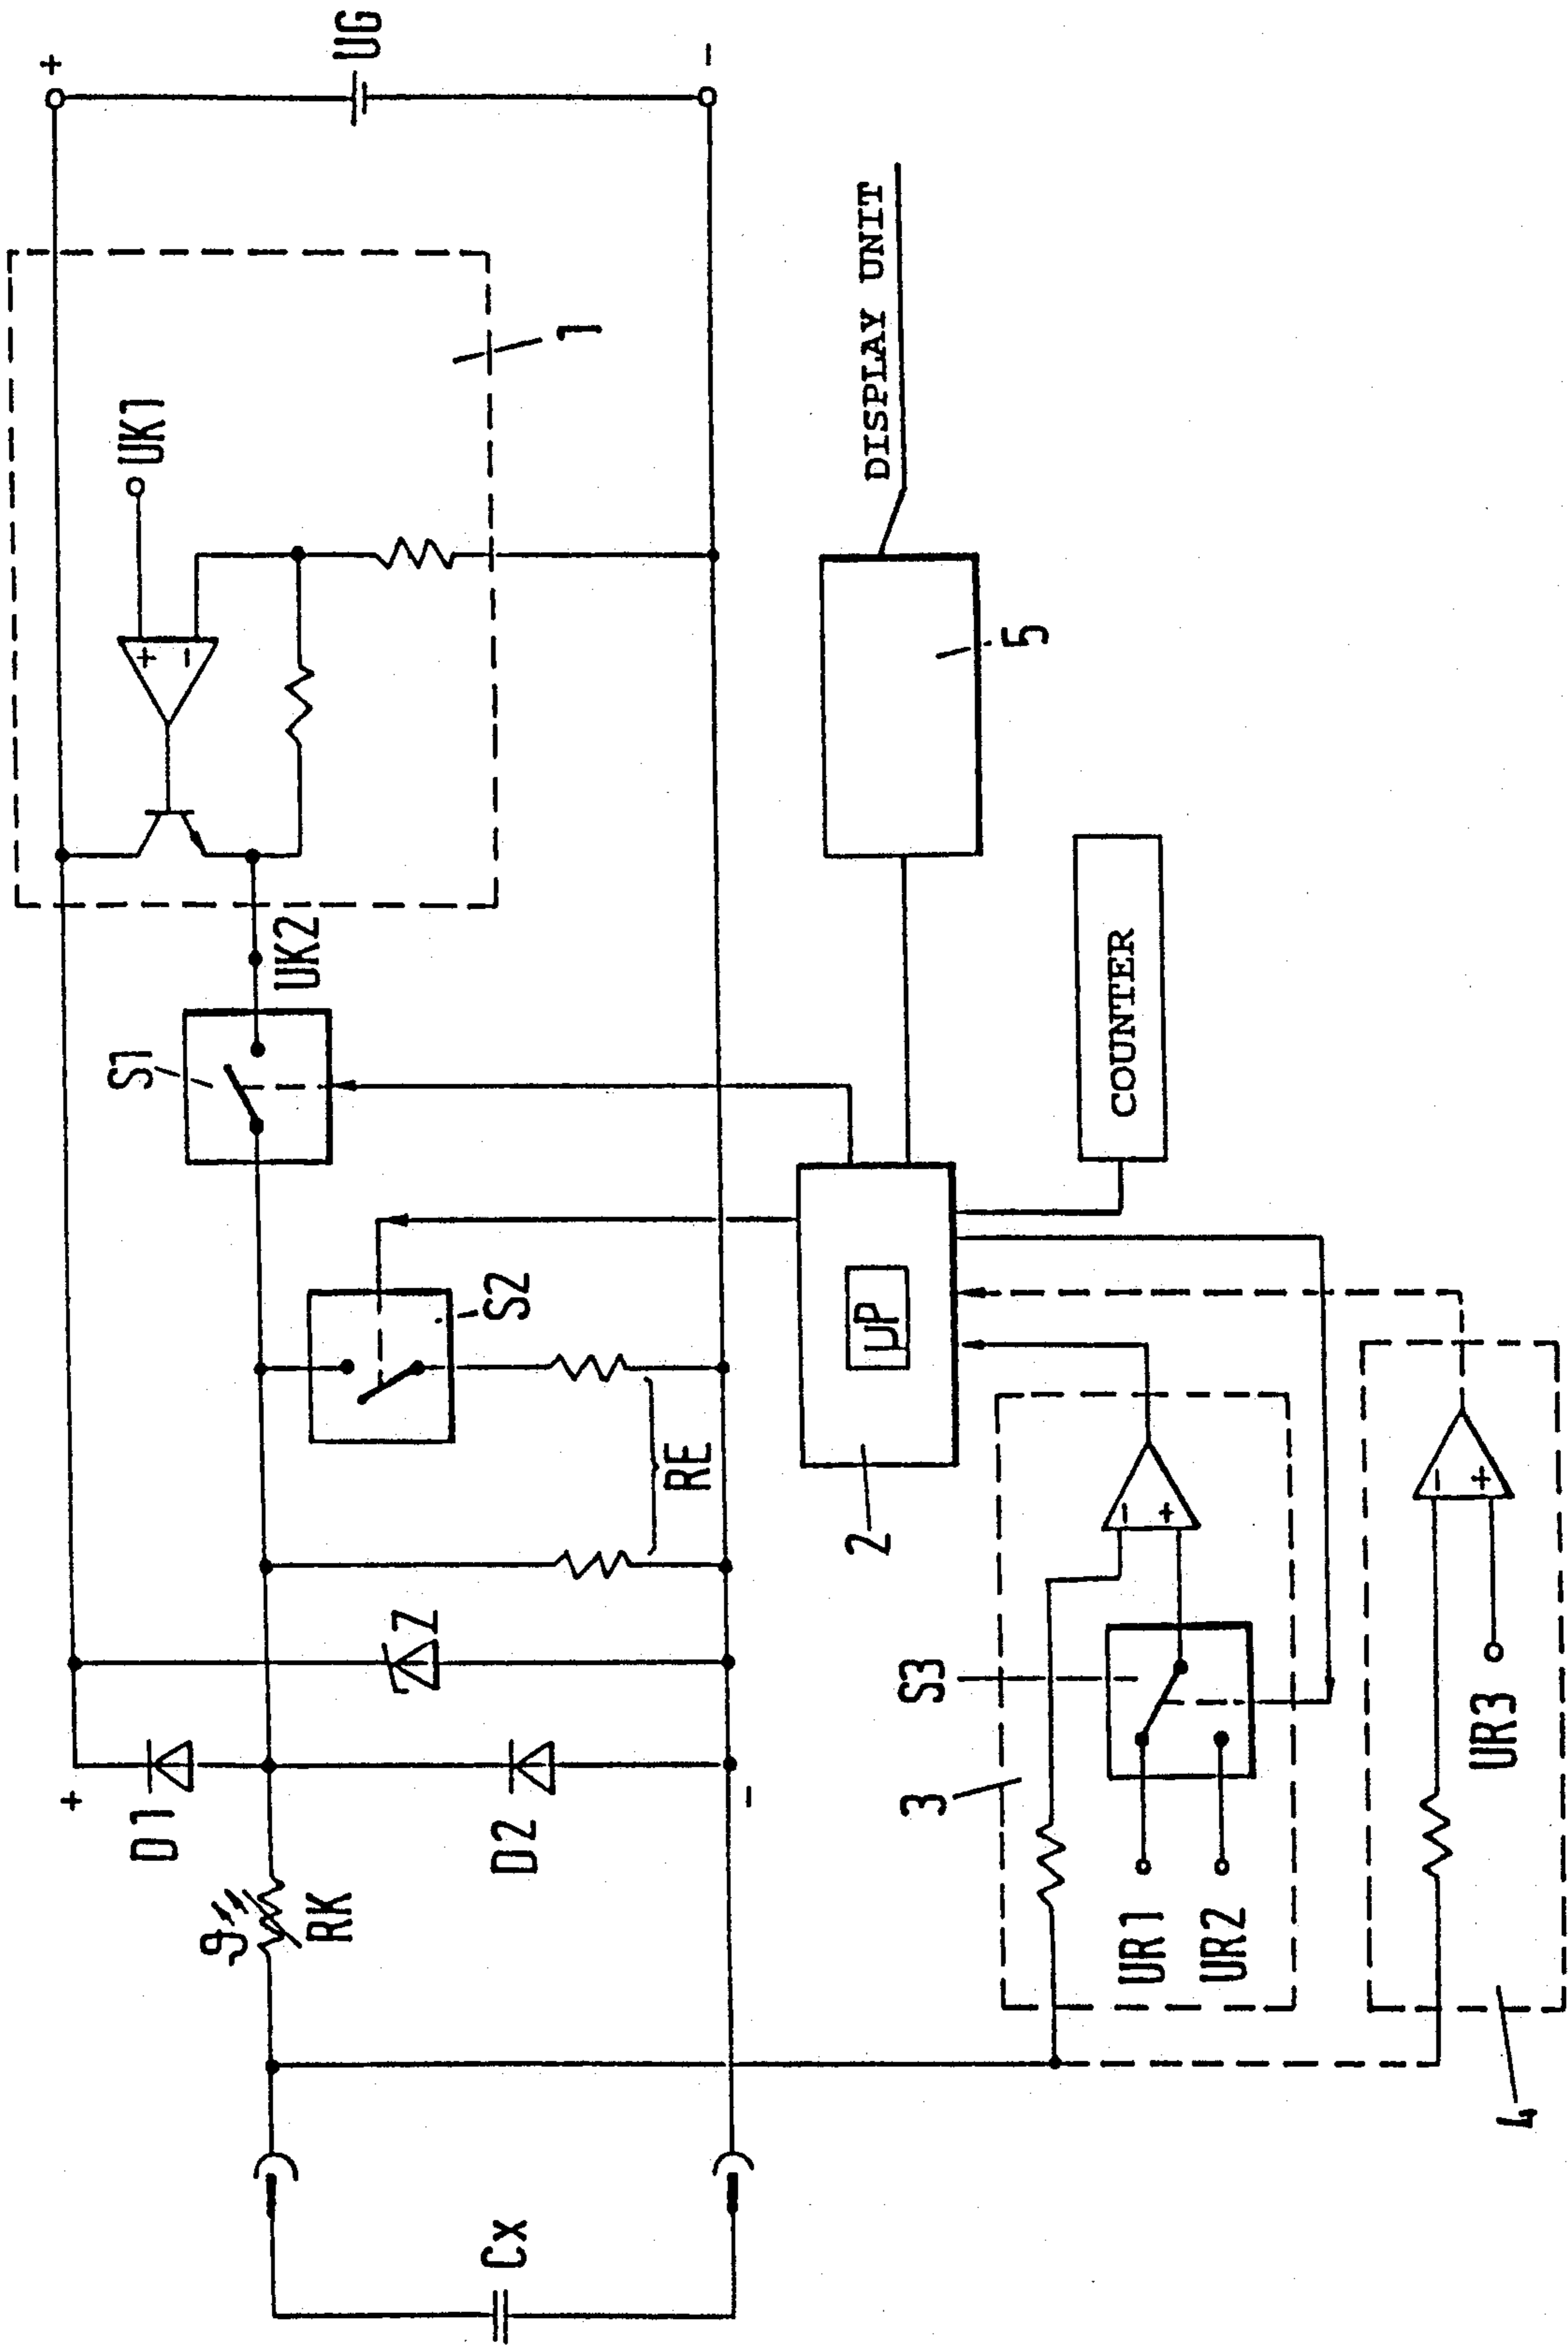 +
UG
-
1
UK1
+
-
UK2
S1
S2
RE
Z
+
D1
D2
-
ϑ
RK
Cx
DISPLAY UNIT
5
COUNTER
µP
2
-
+
S3
3
UR1
UR2
-
+
UR3
4